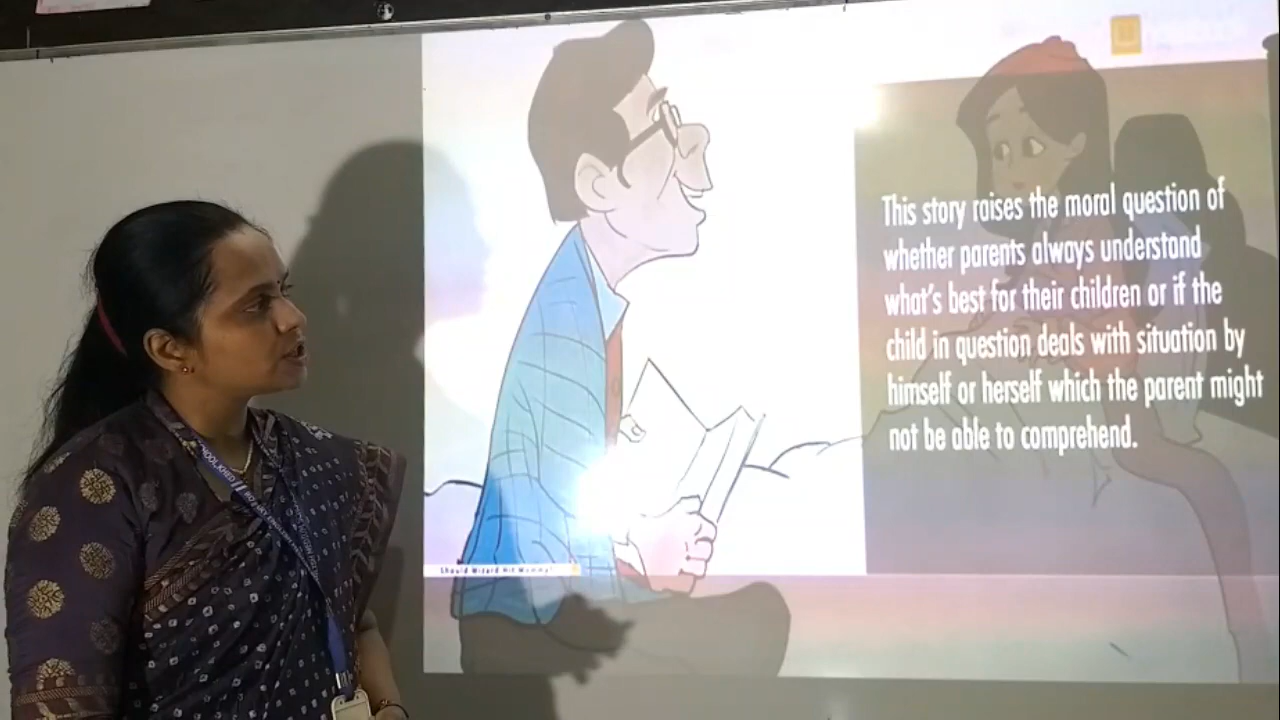 This story raises the moral question of
whether parents always understand
what's best for their children or if the
child in question deals with situation by
himself or herself which the parent might
not be able to comprehend.
Should Wizard Hit Mommy?